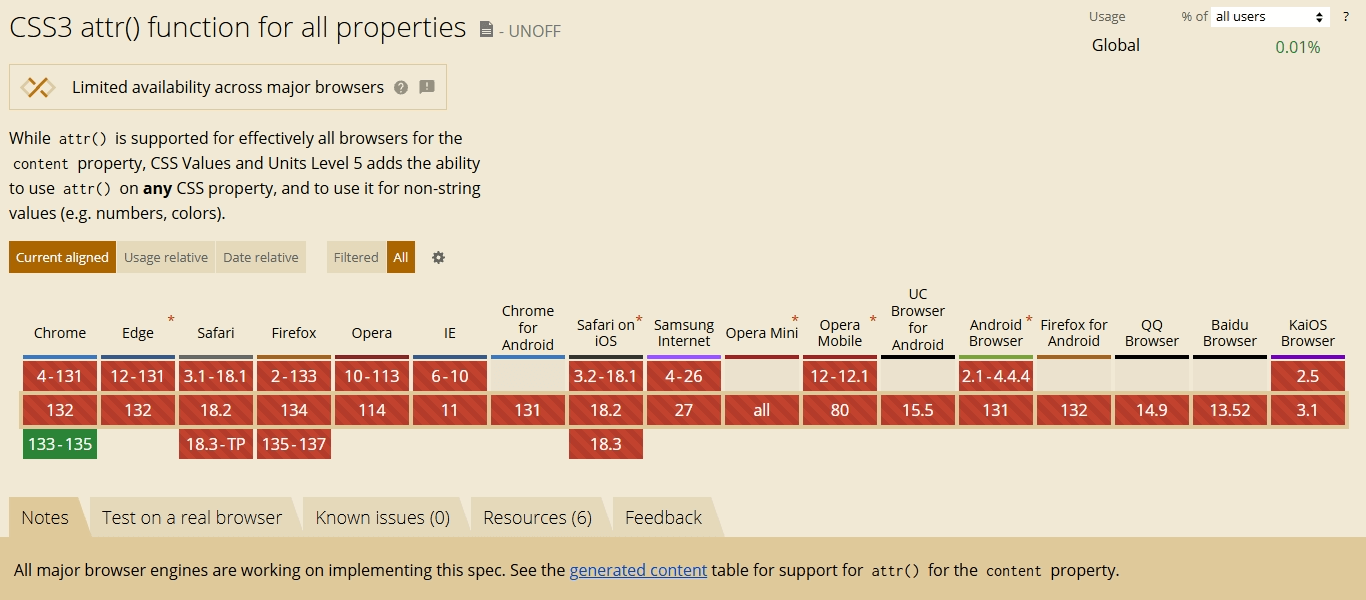 CSS3 attr() function for all properties - UNOFF
Usage % of all users ?
Global 0.01%
Limited availability across major browsers
While attr() is supported for effectively all browsers for the
content property, CSS Values and Units Level 5 adds the ability
to use attr() on any CSS property, and to use it for non-string
values (e.g. numbers, colors).
Current aligned Usage relative Date relative Filtered All
Chrome
Edge *
Safari
Firefox
Opera
IE
Chrome
for
Android
Safari on *
iOS
Samsung
Internet
Opera Mini *
Opera *
Mobile
UC
Browser
for
Android
Android *
Browser
Firefox for
Android
QQ
Browser
Baidu
Browser
KaiOS
Browser
4-131 12-131 3.1-18.1 2-133 10-113 6-10 3.2-18.1 4-26 12-12.1 2.1-4.4.4 2.5
132 132 18.2 134 114 11 131 18.2 27 all 80 15.5 131 132 14.9 13.52 3.1
133-135 18.3-TP 135-137 18.3
Notes Test on a real browser Known issues (0) Resources (6) Feedback
All major browser engines are working on implementing this spec. See the generated content table for support for attr() for the content property.